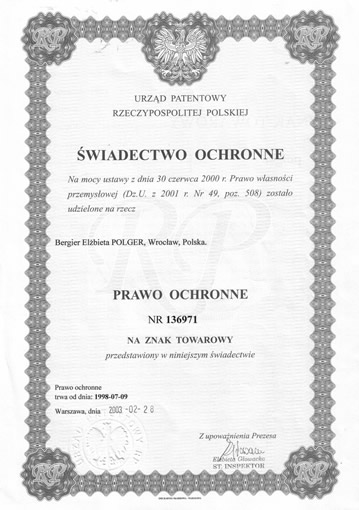 URZĄD PATENTOWY
RZECZYPOSPOLITEJ POLSKIEJ
ŚWIADECTWO OCHRONNE
Na mocy ustawy z dnia 30 czerwca 2000 r. Prawo własności
przemysłowej (Dz.U. z 2001 r. Nr 49, poz. 508) zostało
udzielone na rzecz
Bergier Elżbieta POLGER, Wrocław, Polska.
PRAWO OCHRONNE
NR 136971
NA ZNAK TOWAROWY
przedstawiony w niniejszym świadectwie
Prawo ochronne
trwa od dnia: 1998-07-09
Warszawa, dnia 2003 -02- 28
Z upoważnienia Prezesa
Elżbieta Głowacka
ST. INSPEKTOR